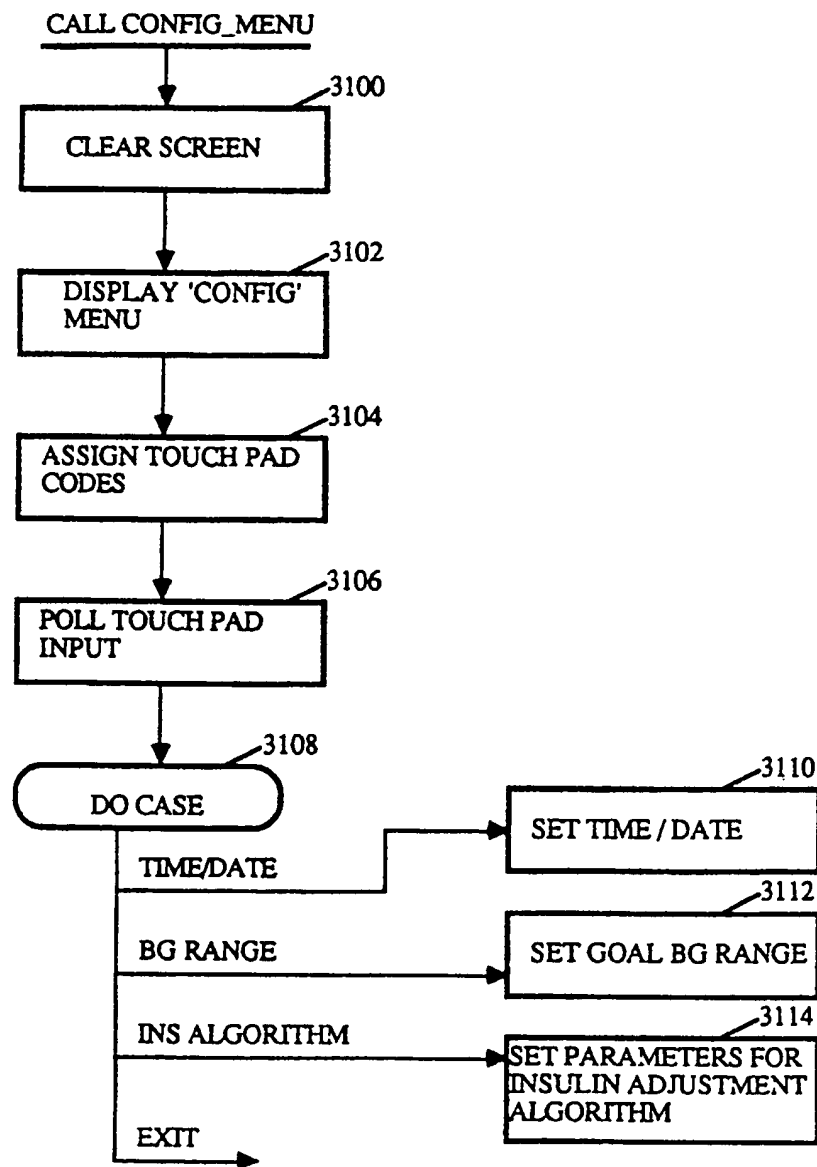 CALL CONFIG_MENU
3100
CLEAR SCREEN
3102
DISPLAY 'CONFIG'
MENU
3104
ASSIGN TOUCH PAD
CODES
3106
POLL TOUCH PAD
INPUT
3108
DO CASE
3110
SET TIME / DATE
TIME/DATE
3112
SET GOAL BG RANGE
BG RANGE
3114
SET PARAMETERS FOR
INSULIN ADJUSTMENT
ALGORITHM
INS ALGORITHM
EXIT